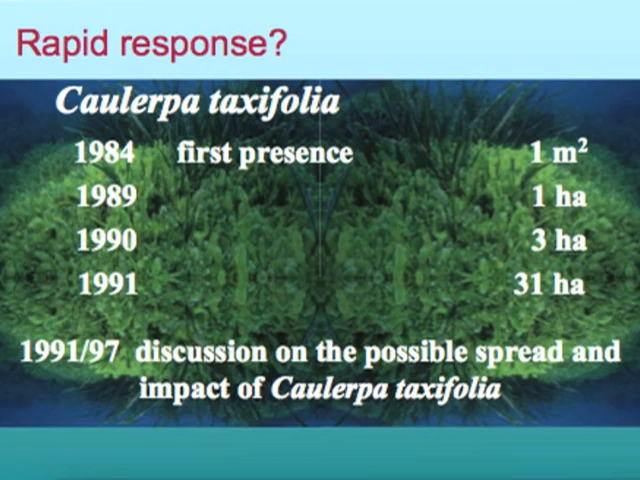 Rapid response?
Caulerpa taxifolia
1984 first presence 1 m²
1989 1 ha
1990 3 ha
1991 31 ha
1991/97 discussion on the possible spread and
impact of Caulerpa taxifolia